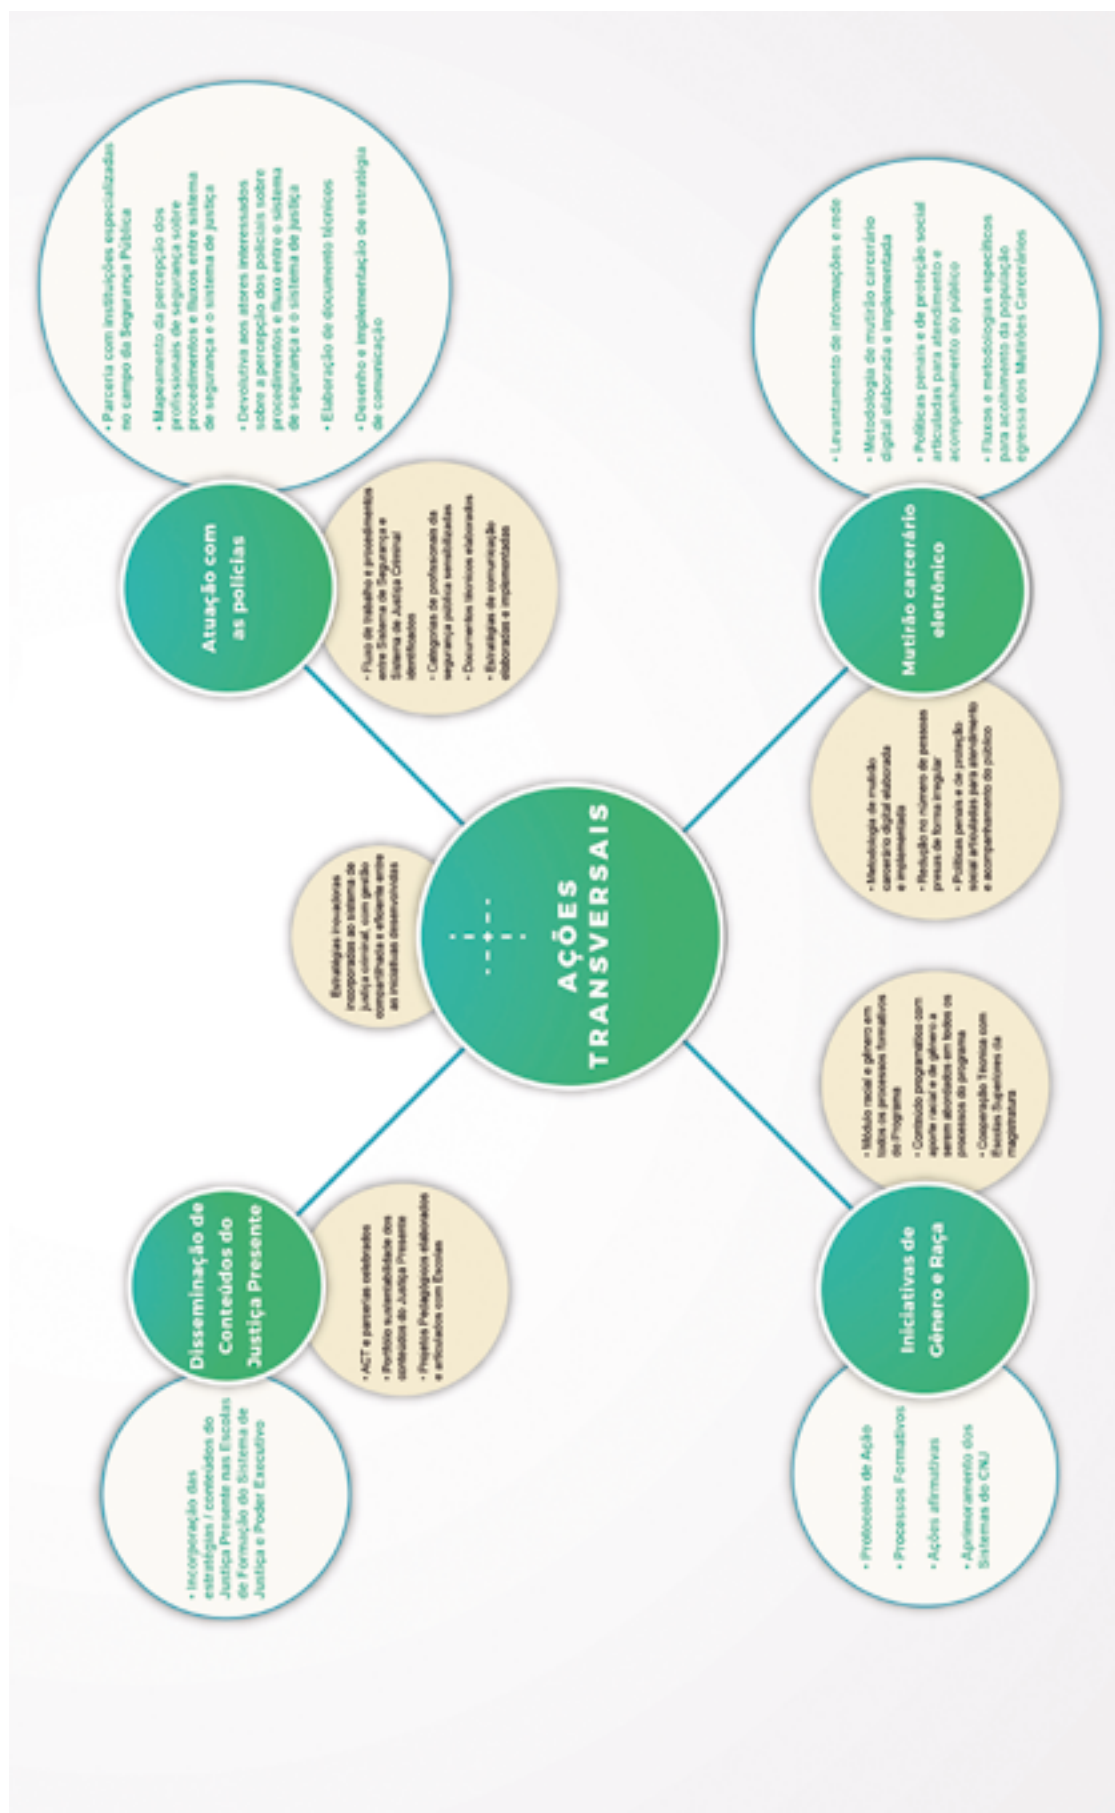 AÇÕES
TRANSVERSAIS
Estratégias inovadoras
incorporadas ao sistema de
justiça criminal, com gestão
compartilhada e eficiente entre
as iniciativas desenvolvidas
Disseminação de
Conteúdos do
Justiça Presente
• Incorporação das
estratégias / conteúdos do
Justiça Presente nas Escolas
de Formação do Sistema de
Justiça e Poder Executivo
• ACT e parcerias celebrados
• Portfólio sustentabilidade dos
conteúdos do Justiça Presente
• Projetos Pedagógicos elaborados
e articulados com Escolas
Atuação com
as polícias
• Parceria com instituições especializadas
no campo da Segurança Pública
• Mapeamento da percepção dos
profissionais de segurança sobre
procedimentos e fluxos entre sistema
de segurança e o sistema de justiça
• Devolutiva aos atores interessados
sobre a percepção dos policiais sobre
procedimentos e fluxo entre o sistema
de segurança e o sistema de justiça
• Elaboração de documento técnicos
• Desenho e implementação de estratégia
de comunicação
• Fluxo de trabalho e procedimentos
entre Sistema de Segurança e
Sistema de Justiça Criminal
identificados
• Categorias de profissionais da
segurança pública sensibilizadas
• Documentos técnicos elaborados
• Estratégias de comunicação
elaboradas e implementadas
Iniciativas de
Gênero e Raça
• Protocolos de Ação
• Processos Formativos
• Ações afirmativas
• Aprimoramento dos
Sistemas do CNJ
• Módulo racial e gênero em
todos os processos formativos
do Programa
• Conteúdo programático com
aporte racial e de gênero a
serem abordados em todos os
processos do programa
• Cooperação Técnica com
Escolas Superiores da
magistratura
Mutirão carcerário
eletrônico
• Metodologia de mutirão
carcerário digital elaborada
e implementada
• Redução no número de pessoas
presas de forma irregular
• Políticas penais e de proteção
social articuladas para atendimento
e acompanhamento do público
• Levantamento de informações e rede
• Metodologia de mutirão carcerário
digital elaborada e implementada
• Políticas penais e de proteção social
articuladas para atendimento e
acompanhamento do público
• Fluxos e metodologias específicos
para acolhimento da população
egressa dos Mutirões Carcerários